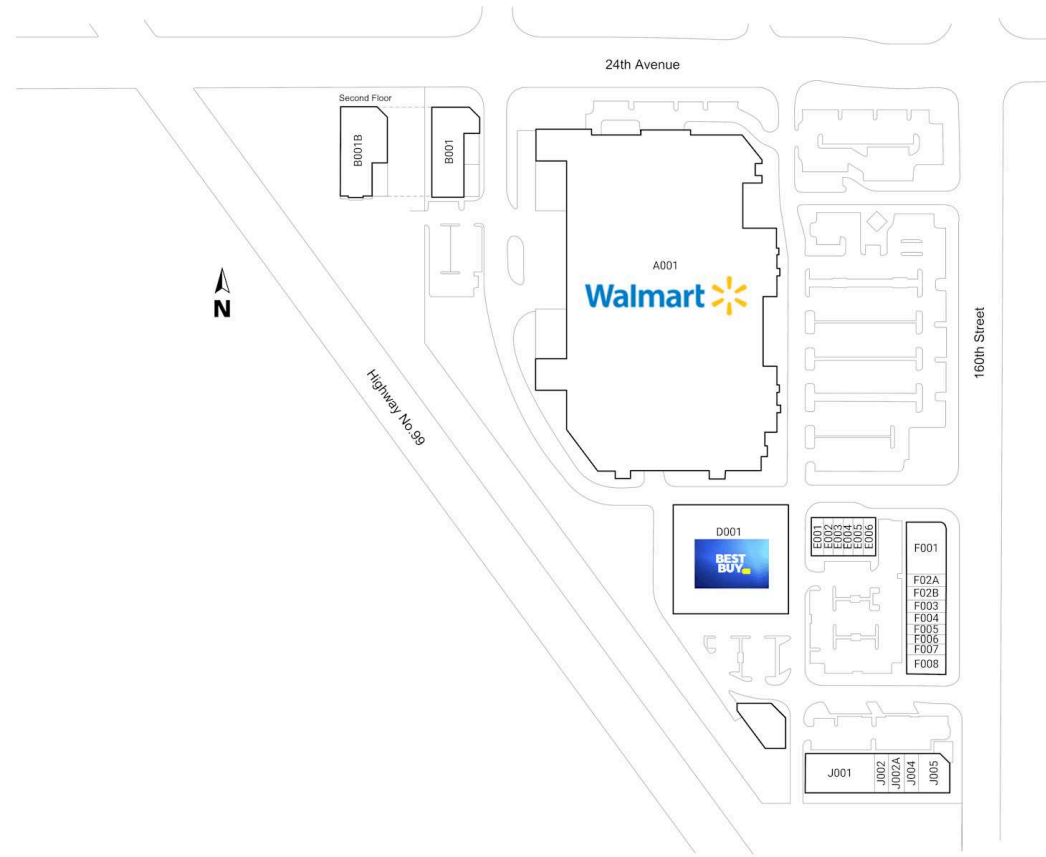 24th Avenue
Second Floor
B001B
B001
A001
Walmart
N
160th Street
Highway No.99
D001
BEST
BUY
E001
E002
E003
E004
E005
E006
F001
F02A
F02B
F003
F004
F005
F006
F007
F008
J001
J002
J002A
J004
J005